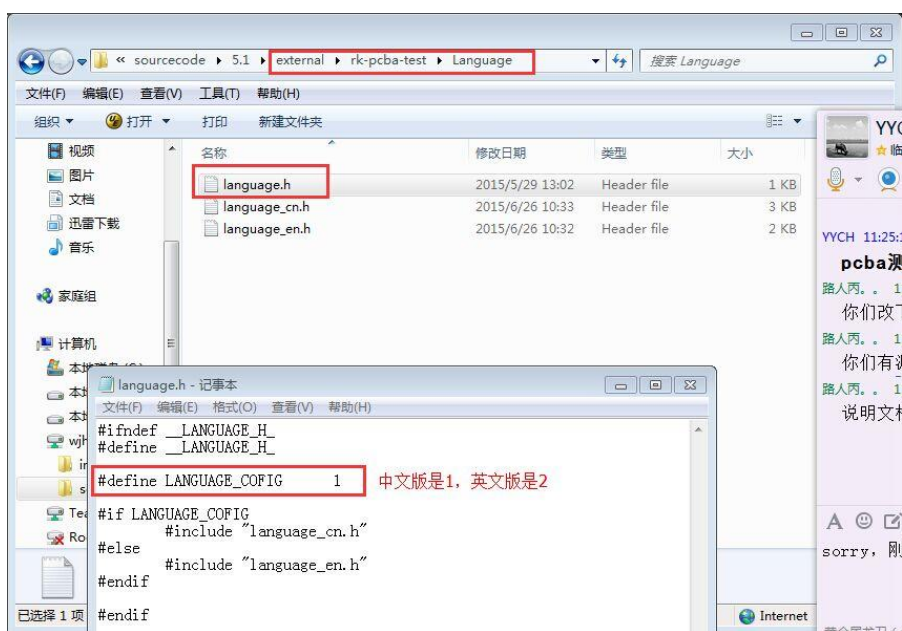 « sourcecode ▸ 5.1 ▸ external ▸ rk-pcba-test ▸ Language
搜索 Language
文件(F) 编辑(E) 查看(V) 工具(T) 帮助(H)
组织 打开 打印 新建文件夹
视频
图片
文档
迅雷下载
音乐
家庭组
计算机
名称 修改日期 类型 大小
language.h 2015/5/29 13:02 Header file 1 KB
language_cn.h 2015/6/26 10:33 Header file 3 KB
language_en.h 2015/6/26 10:32 Header file 2 KB
wjh
Tea
Ro
已选择 1 项
Internet
language.h - 记事本
文件(F) 编辑(E) 格式(O) 查看(V) 帮助(H)
#ifndef __LANGUAGE_H_
#define __LANGUAGE_H_
#define LANGUAGE_COFIG 1
中文版是1，英文版是2
#if LANGUAGE_COFIG
#include "language_cn.h"
#else
#include "language_en.h"
#endif
#endif
YYC
临
YYCH 11:25:
pcba测
路人丙。。 1
你们改
路人丙。。 1
你们有
路人丙。。 1
说明文
sorry，刚